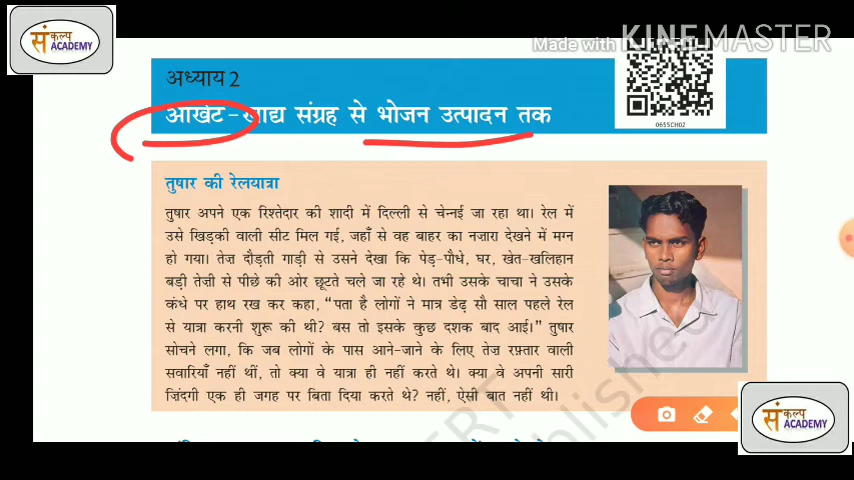 संकल्प ACADEMY
Made with KINEMASTER
अध्याय 2
आखेट-खाद्य संग्रह से भोजन उत्पादन तक
0655CH02
तुषार की रेलयात्रा
तुषार अपने एक रिश्तेदार की शादी में दिल्ली से चेन्नई जा रहा था। रेल में
उसे खिड़की वाली सीट मिल गई, जहाँ से वह बाहर का नज़ारा देखने में मग्न
हो गया। तेज़ दौड़ती गाड़ी से उसने देखा कि पेड़-पौधे, घर, खेत-खलिहान
बड़ी तेज़ी से पीछे की ओर छूटते चले जा रहे थे। तभी उसके चाचा ने उसके
कंधे पर हाथ रख कर कहा, “पता है लोगों ने मात्र डेढ़ सौ साल पहले रेल
से यात्रा करनी शुरू की थी? बस तो इसके कुछ दशक बाद आई।” तुषार
सोचने लगा, कि जब लोगों के पास आने-जाने के लिए तेज़ रफ़्तार वाली
सवारियाँ नहीं थीं, तो क्या वे यात्रा ही नहीं करते थे। क्या वे अपनी सारी
ज़िंदगी एक ही जगह पर बिता दिया करते थे? नहीं, ऐसी बात नहीं थी।
संकल्प ACADEMY